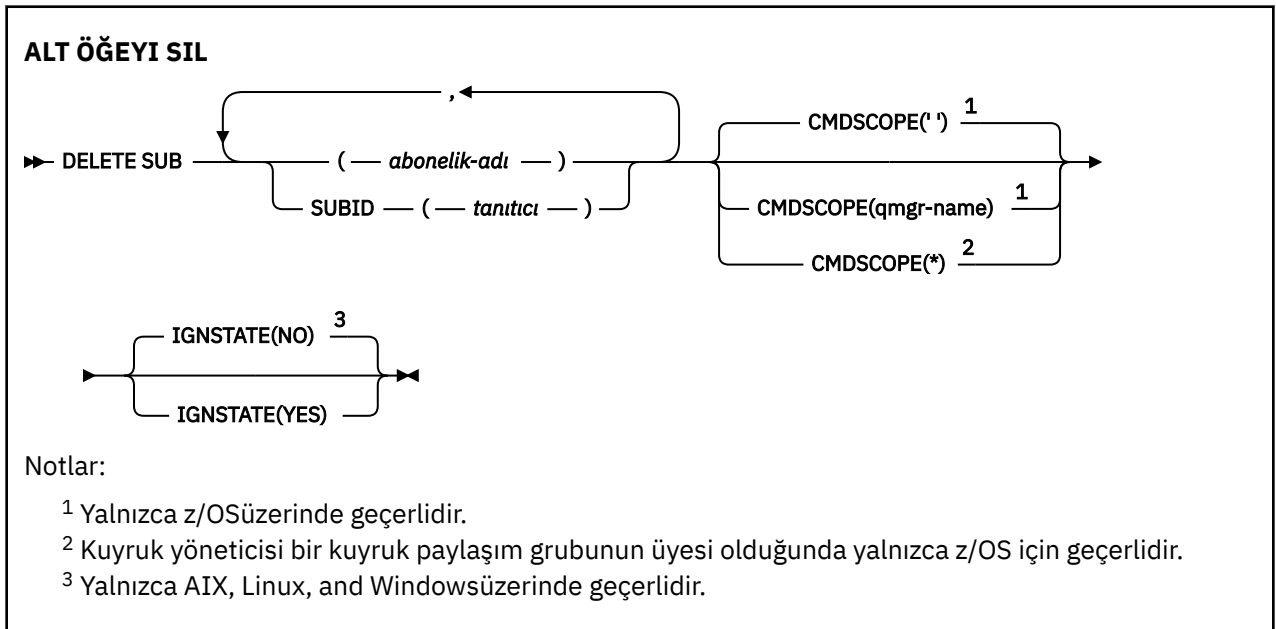 ALT ÖĞEYI SIL
,
DELETE SUB ( abonelik-adı )
SUBID ( tanıtıcı )
CMDSCOPE(' ') 1
CMDSCOPE(qmgr-name) 1
CMDSCOPE(*) 2
IGNSTATE(NO) 3
IGNSTATE(YES)
Notlar:
1 Yalnızca z/OSüzerinde geçerlidir.
2 Kuyruk yöneticisi bir kuyruk paylaşım grubunun üyesi olduğunda yalnızca z/OS için geçerlidir.
3 Yalnızca AIX, Linux, and Windowsüzerinde geçerlidir.